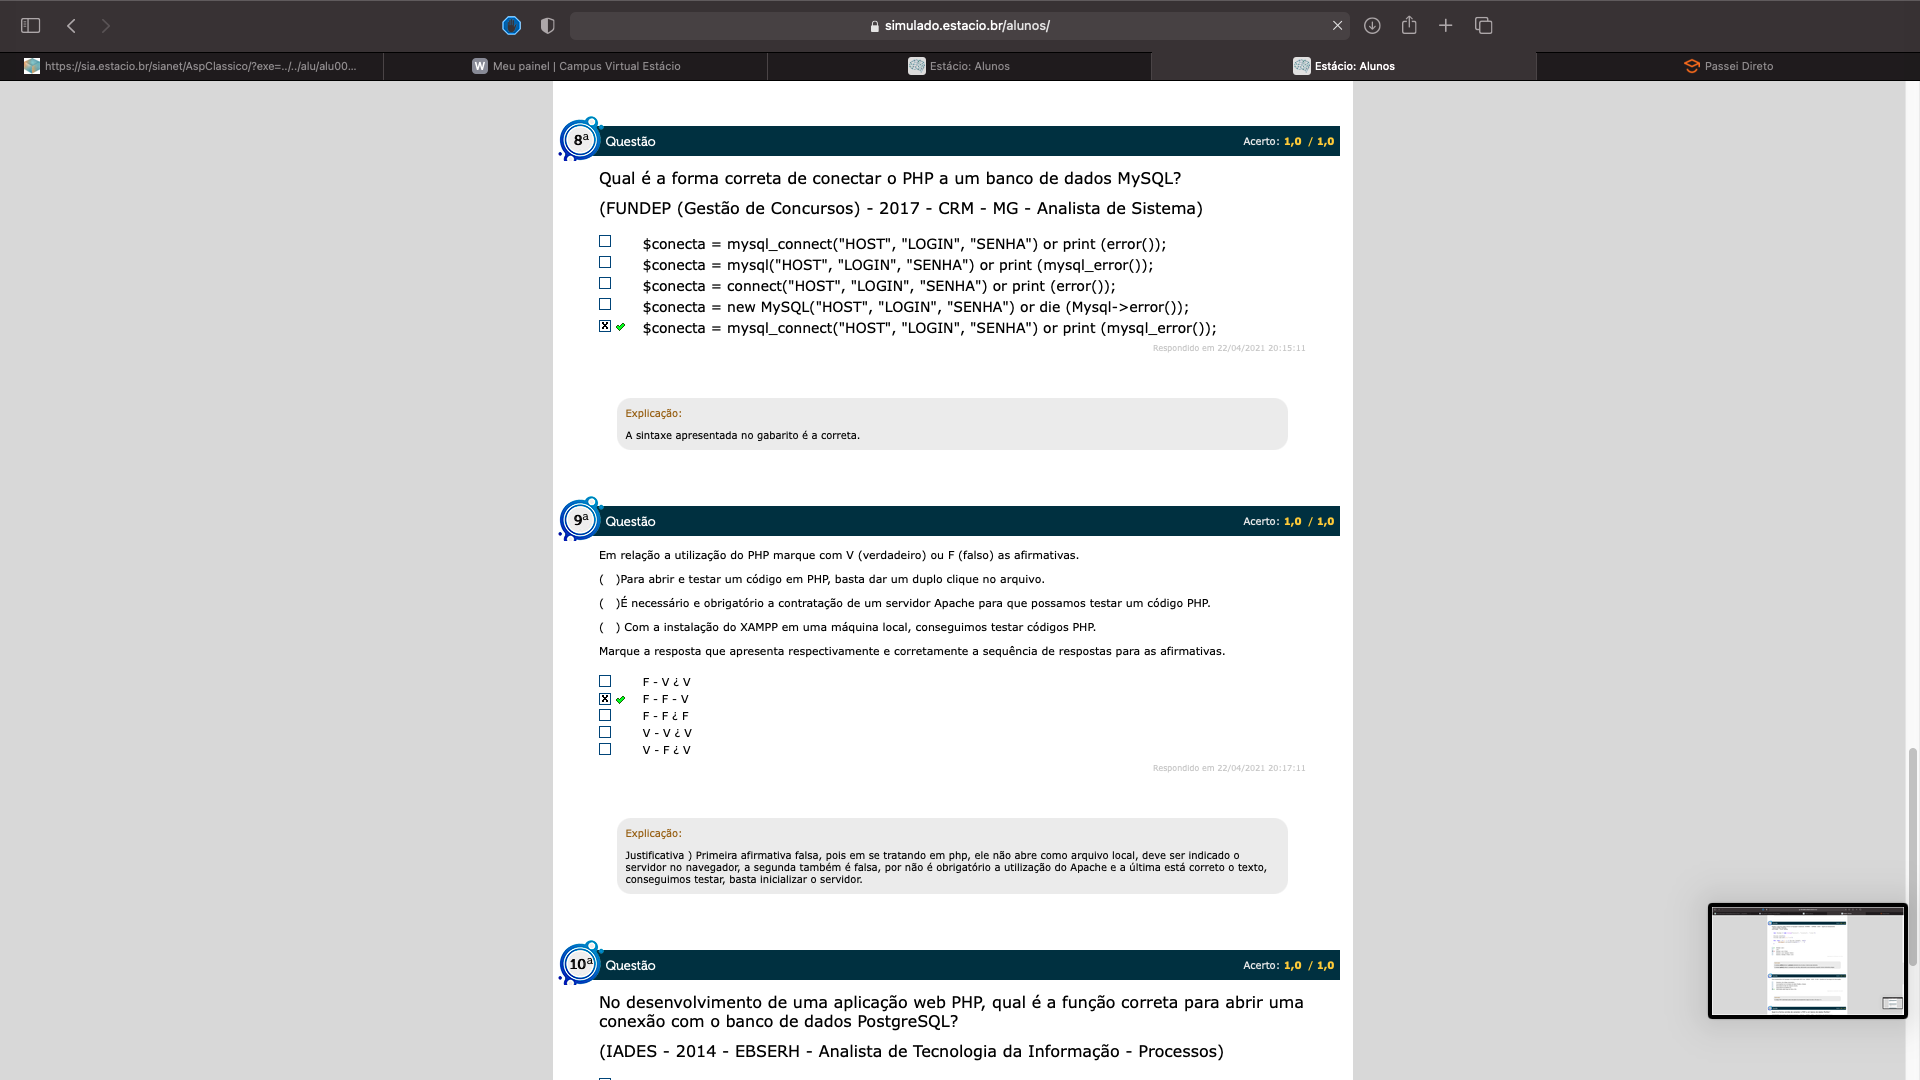 simulado.estacio.br/alunos/
https://sia.estacio.br/sianet/AspClassico/?exe=../../alu/alu00...
Meu painel | Campus Virtual Estácio
Estácio: Alunos
Estácio: Alunos
Passei Direto
8ª Questão
Acerto: 1,0 / 1,0
Qual é a forma correta de conectar o PHP a um banco de dados MySQL?
(FUNDEP (Gestão de Concursos) - 2017 - CRM - MG - Analista de Sistema)
$conecta = mysql_connect("HOST", "LOGIN", "SENHA") or print (error());
$conecta = mysql("HOST", "LOGIN", "SENHA") or print (mysql_error());
$conecta = connect("HOST", "LOGIN", "SENHA") or print (error());
$conecta = new MySQL("HOST", "LOGIN", "SENHA") or die (Mysql->error());
$conecta = mysql_connect("HOST", "LOGIN", "SENHA") or print (mysql_error());
Respondido em 22/04/2021 20:15:11
Explicação:
A sintaxe apresentada no gabarito é a correta.
9ª Questão
Acerto: 1,0 / 1,0
Em relação a utilização do PHP marque com V (verdadeiro) ou F (falso) as afirmativas.
( )Para abrir e testar um código em PHP, basta dar um duplo clique no arquivo.
( )É necessário e obrigatório a contratação de um servidor Apache para que possamos testar um código PHP.
( ) Com a instalação do XAMPP em uma máquina local, conseguimos testar códigos PHP.
Marque a resposta que apresenta respectivamente e corretamente a sequência de respostas para as afirmativas.
F - V ¿ V
F - F - V
F - F ¿ F
V - V ¿ V
V - F ¿ V
Respondido em 22/04/2021 20:17:11
Explicação:
Justificativa ) Primeira afirmativa falsa, pois em se tratando em php, ele não abre como arquivo local, deve ser indicado o
servidor no navegador, a segunda também é falsa, por não é obrigatório a utilização do Apache e a última está correto o texto,
conseguimos testar, basta inicializar o servidor.
10ª Questão
Acerto: 1,0 / 1,0
No desenvolvimento de uma aplicação web PHP, qual é a função correta para abrir uma
conexão com o banco de dados PostgreSQL?
(IADES - 2014 - EBSERH - Analista de Tecnologia da Informação - Processos)